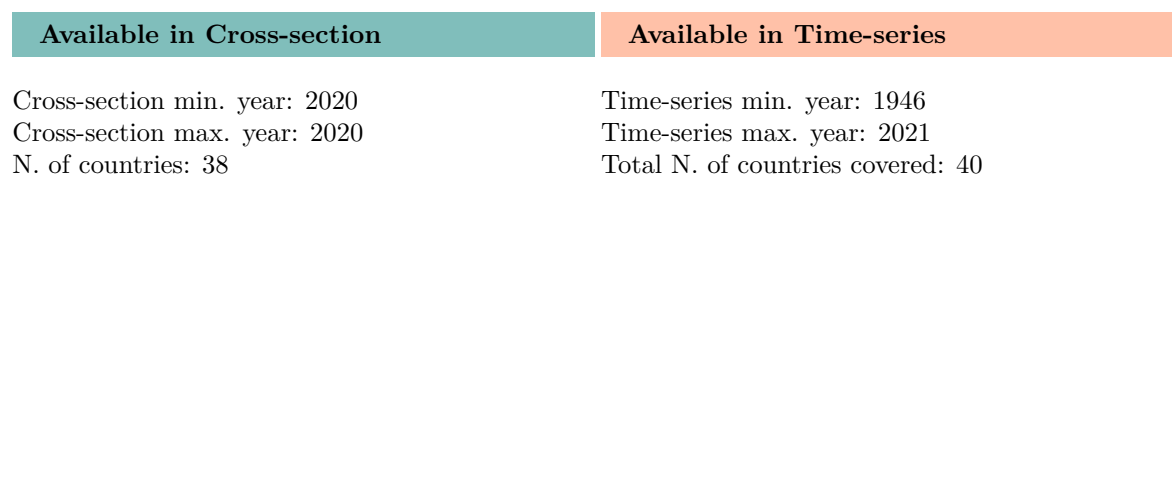 Available in Cross-section
Cross-section min. year: 2020
Cross-section max. year: 2020
N. of countries: 38
Available in Time-series
Time-series min. year: 1946
Time-series max. year: 2021
Total N. of countries covered: 40